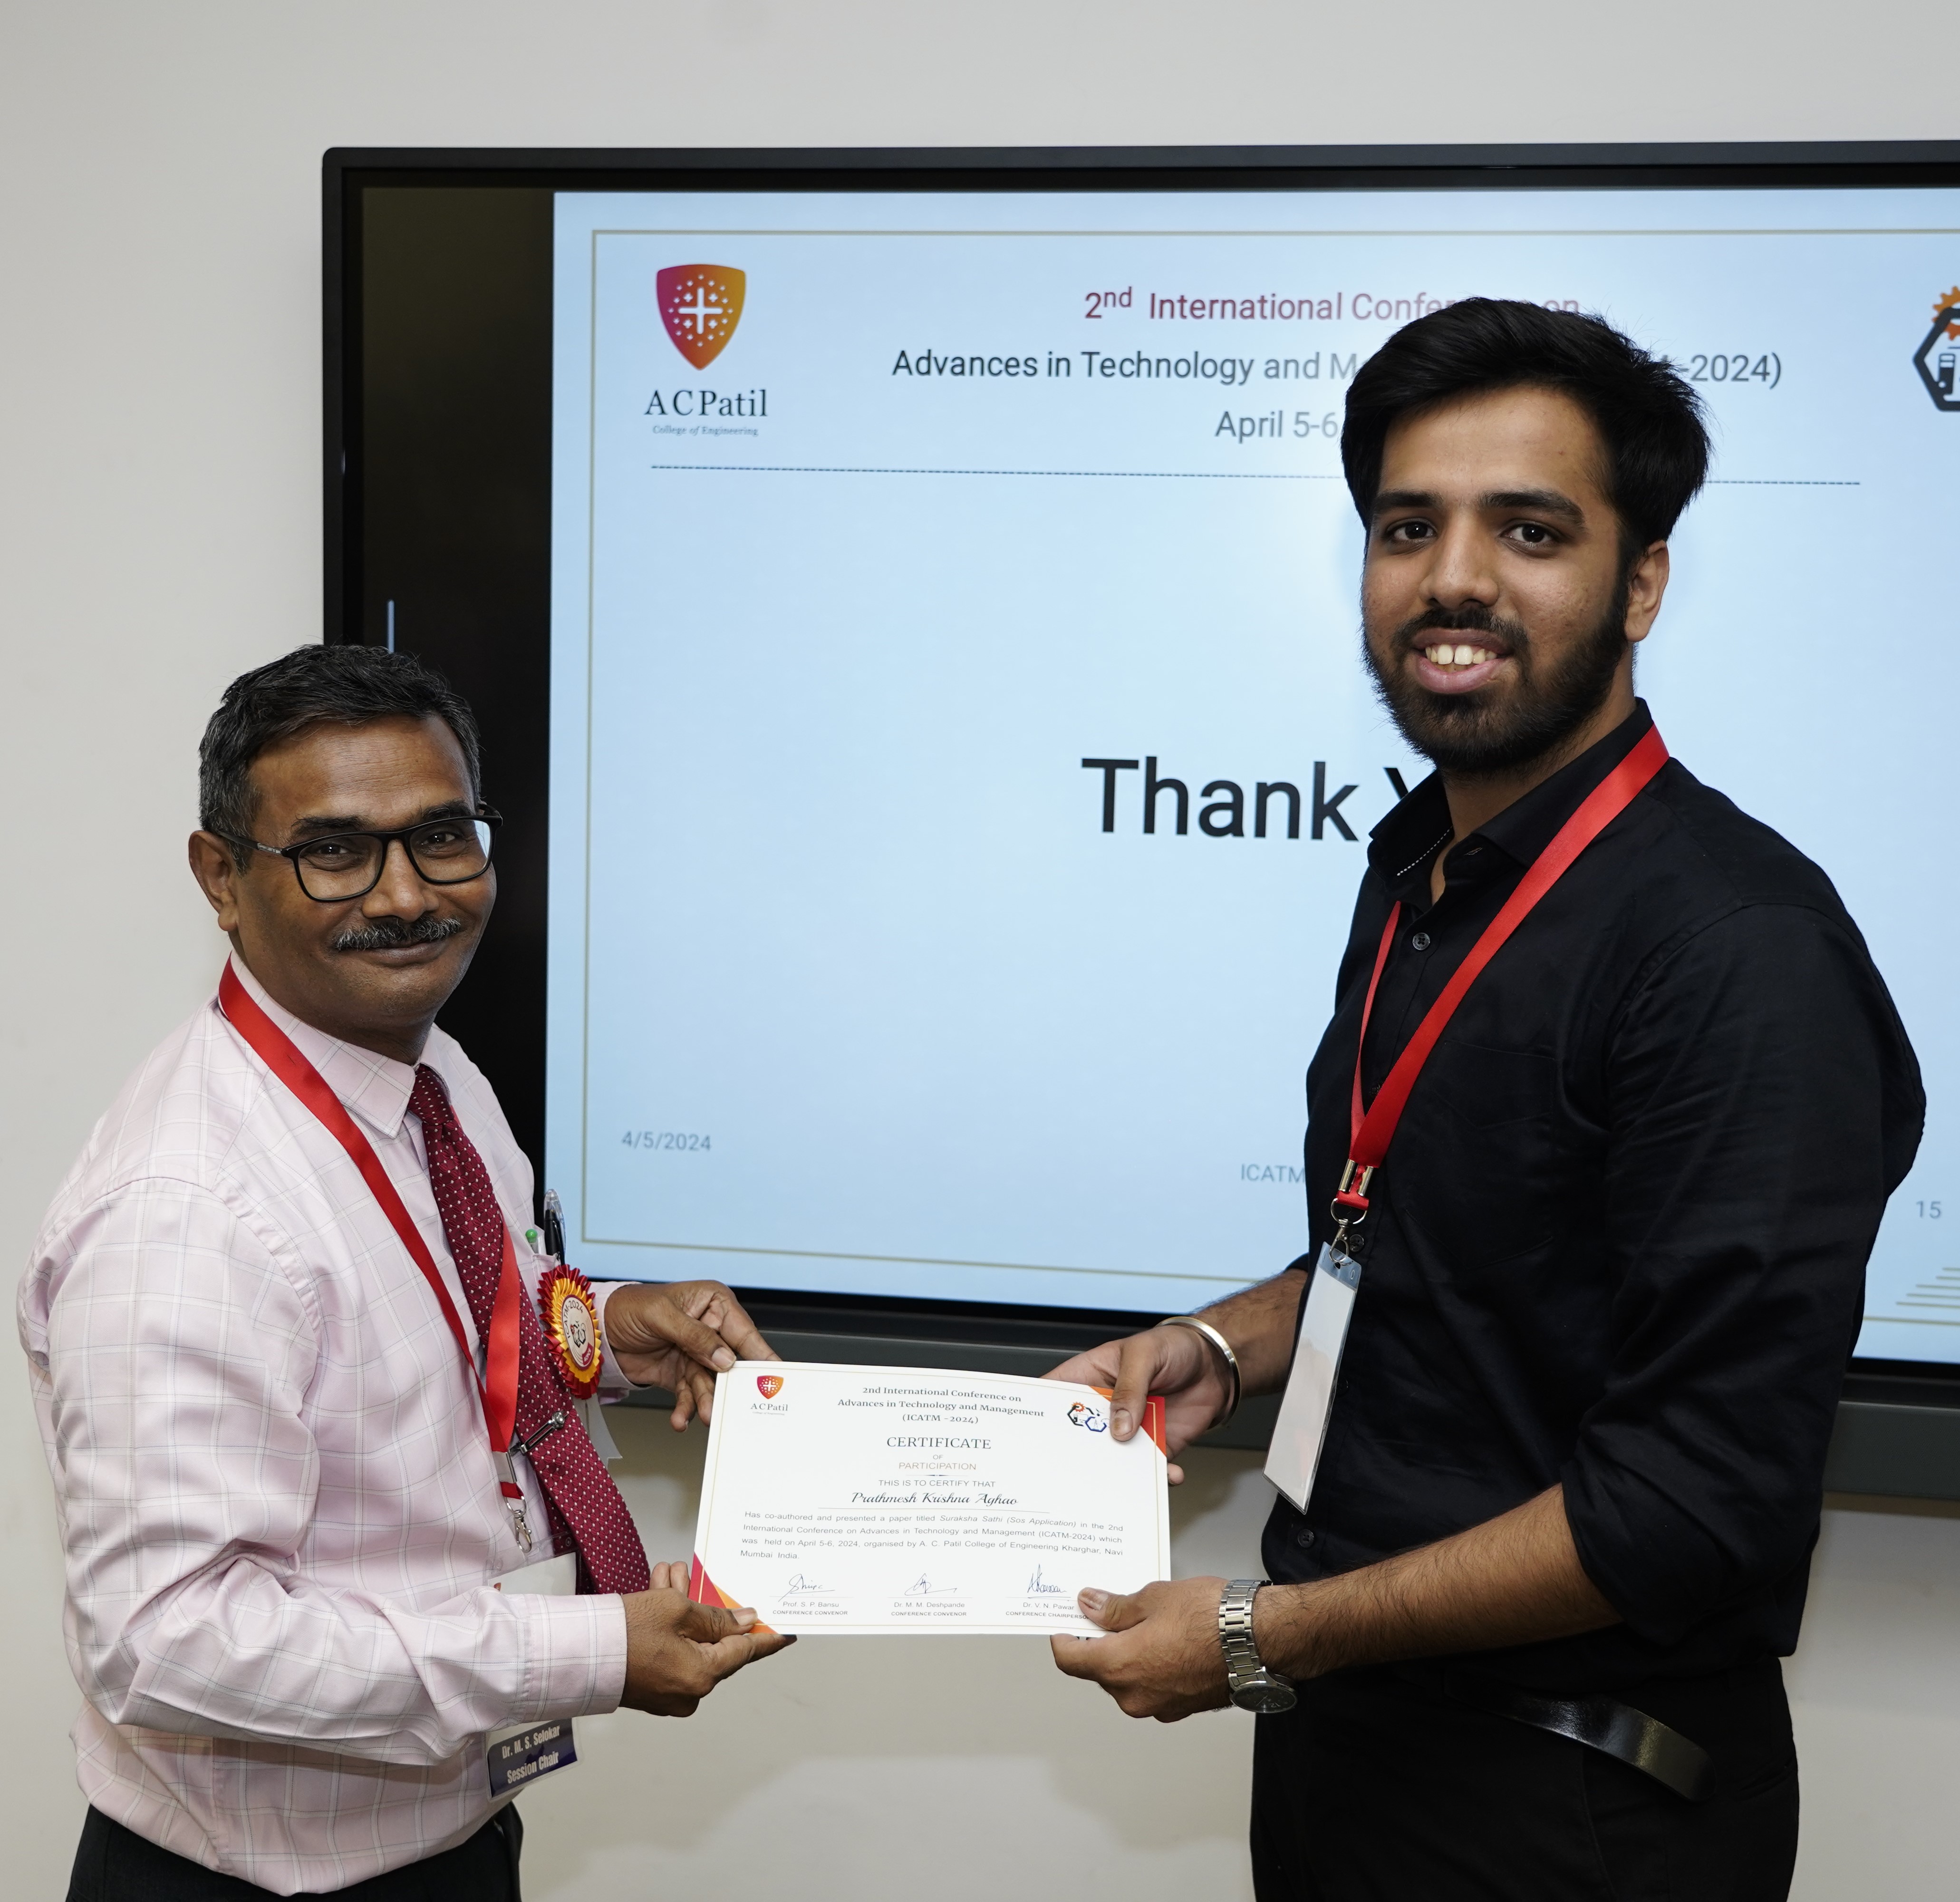 A C Patil
College of Engineering
2nd International Confe on
Advances in Technology and M -2024)
April 5-6
Thank
4/5/2024
ICATM
15
ACPatil
2nd International Conference on
Advances in Technology and Management
(ICATM - 2024)
CERTIFICATE
OF
PARTICIPATION
THIS IS TO CERTIFY THAT
Prathmesh Krishna Aghao
Has co-authored and presented a paper titled Suraksha Sathi (Sos Application) in the 2nd
International Conference on Advances in Technology and Management (ICATM-2024) which
was held on April 5-6, 2024, organised by A. C. Patil College of Engineering Kharghar, Navi
Mumbai India.
Prof. S. P. Bansu
CONFERENCE CONVENOR
Dr. M. M. Deshpande
CONFERENCE CONVENOR
Dr. V. N. Pawar
CONFERENCE CHAIRPERSO
Dr. M. S. Selokar
Session Chair